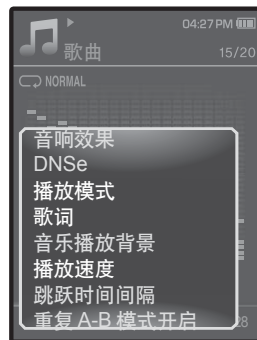 04:27 PM
歌曲
15/20
NORMAL
音响效果
DNSe
播放模式
歌词
音乐播放背景
播放速度
跳跃时间间隔
重复 A-B 模式开启
28